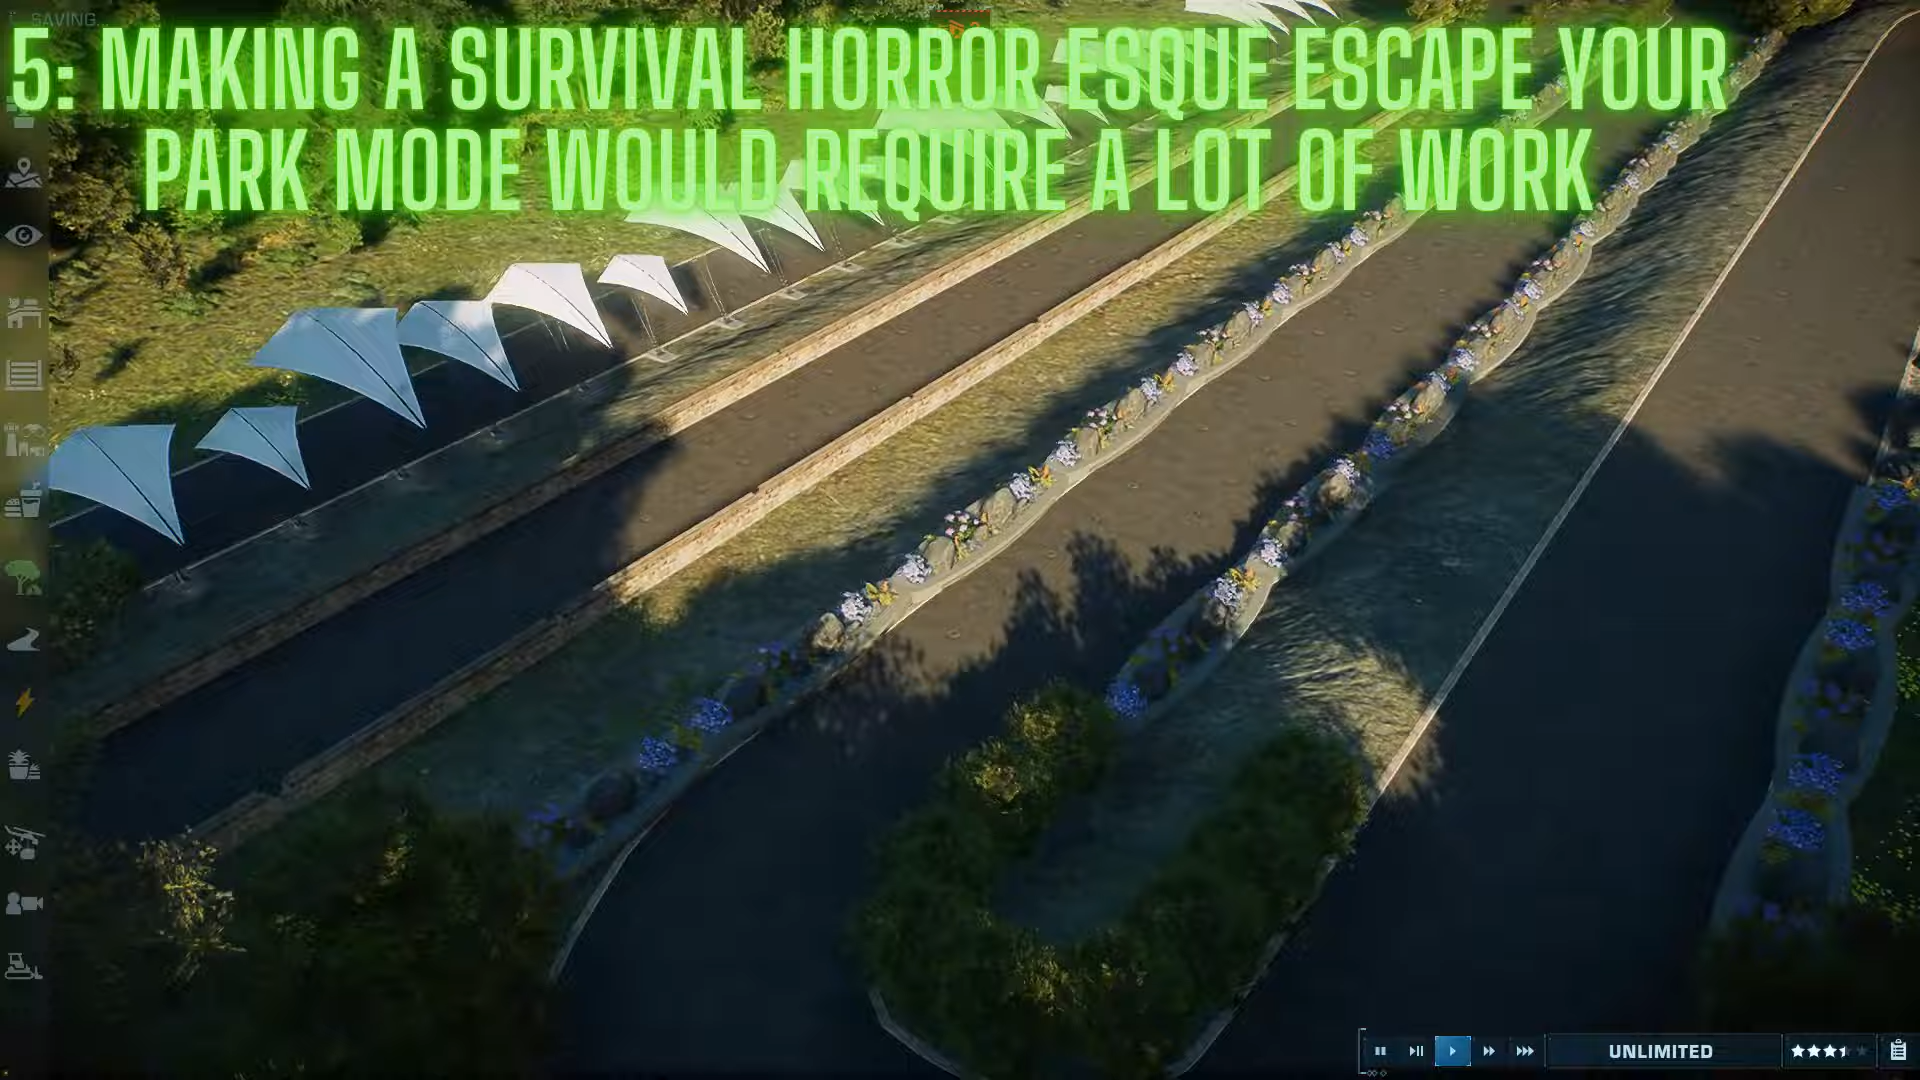 SAVING...
5: MAKING A SURVIVAL HORROR ESQUE ESCAPE YOUR
PARK MODE WOULD REQUIRE A LOT OF WORK
UNLIMITED